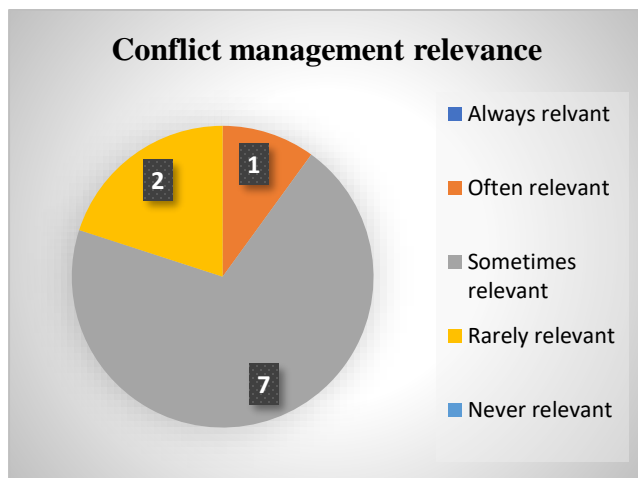 Conflict management relevance
2
1
7
Always relvant
Often relevant
Sometimes
relevant
Rarely relevant
Never relevant